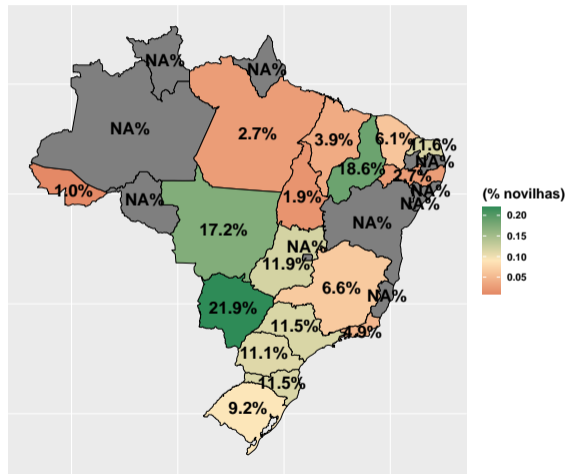 NA%
NA%
NA%
2.7%
3.9%
6.1%
11.6%
NA%
18.6%
2.7%
1.0%
NA%
1.9%
NA%
NA%
NA%
17.2%
NA%
11.9%
21.9%
6.6%
NA%
11.5%
4.9%
11.1%
11.5%
9.2%
(% novilhas)
0.20
0.15
0.10
0.05